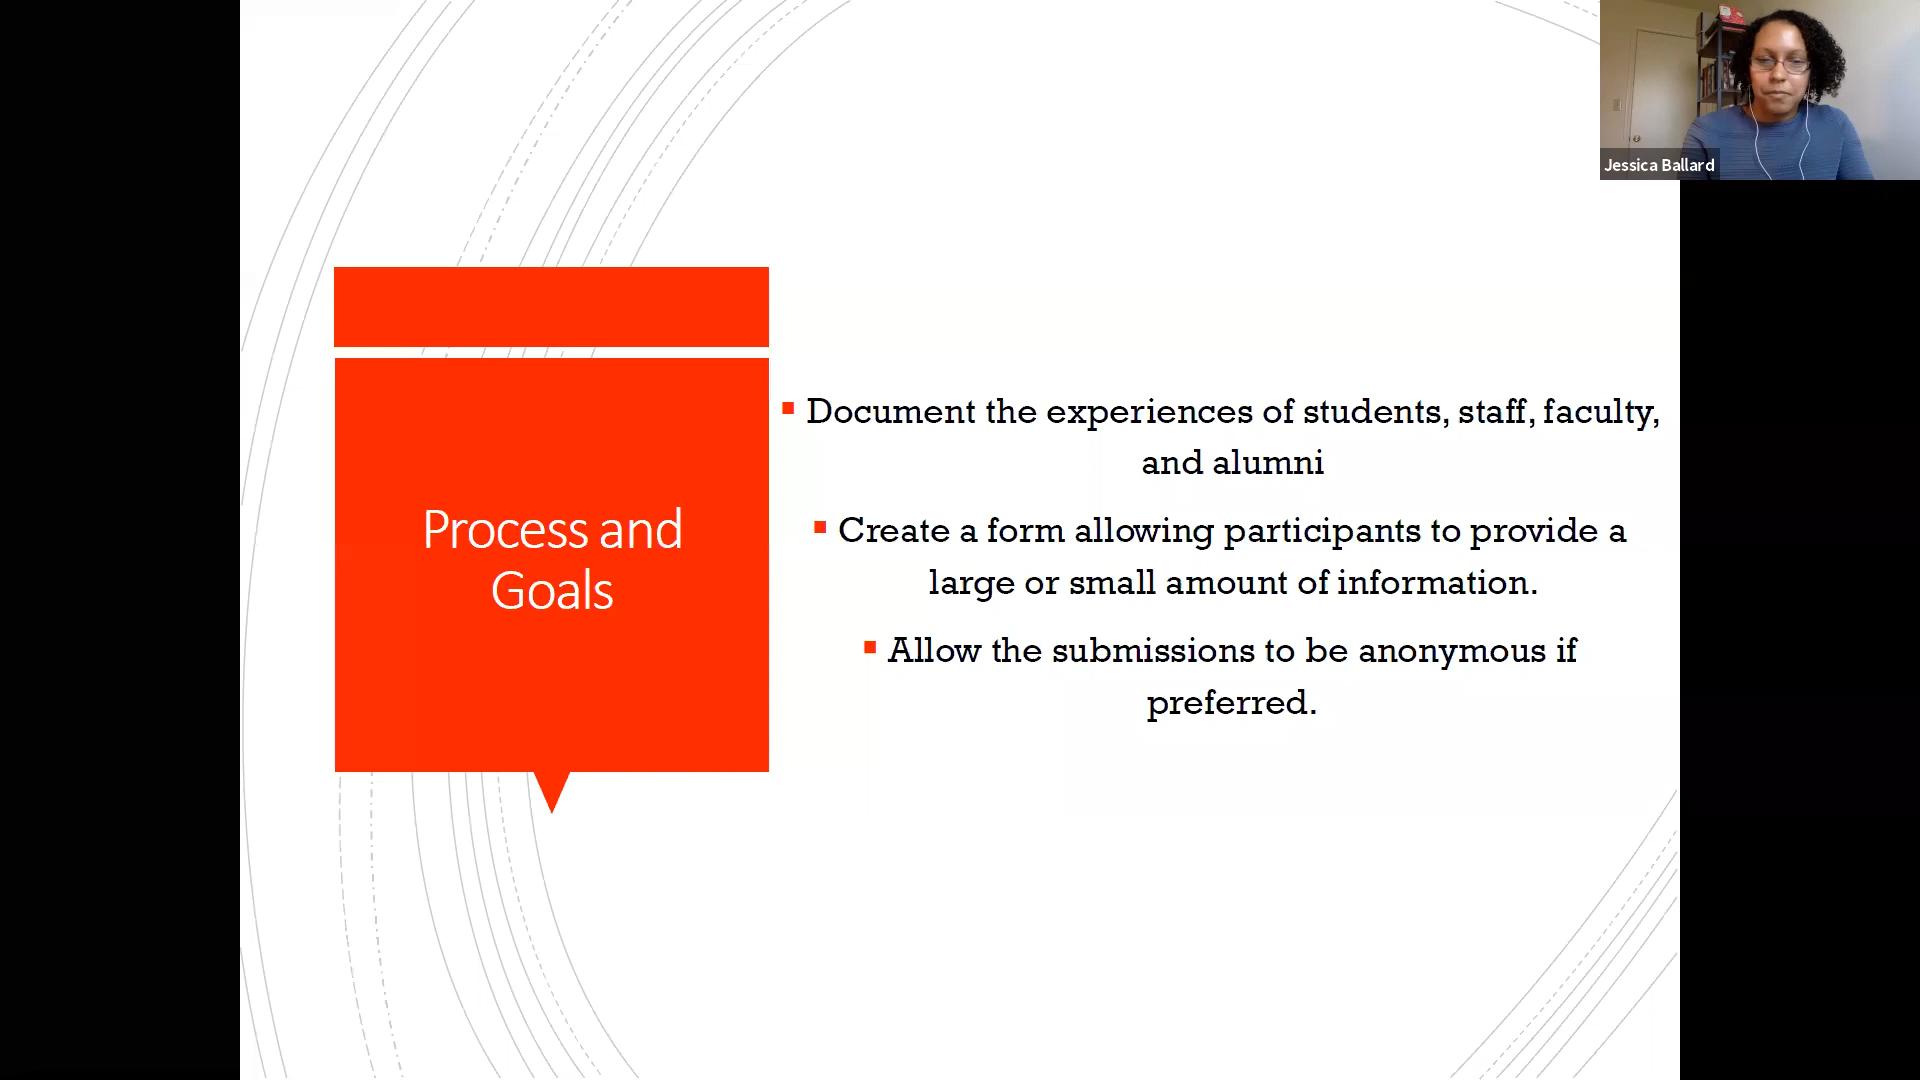 Jessica Ballard
Process and
Goals
Document the experiences of students, staff, faculty,
and alumni
Create a form allowing participants to provide a
large or small amount of information.
Allow the submissions to be anonymous if
preferred.